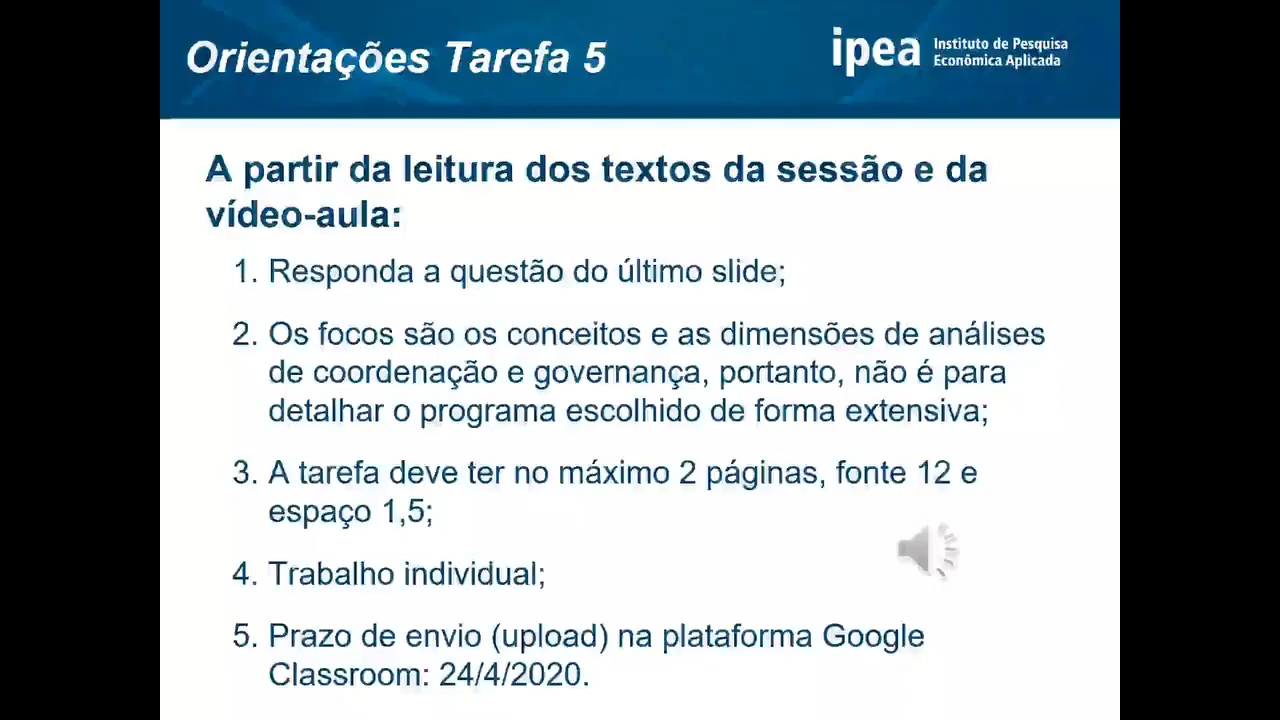 Orientações Tarefa 5
ipea Instituto de Pesquisa
Econômica Aplicada
A partir da leitura dos textos da sessão e da
vídeo-aula:
1. Responda a questão do último slide;
2. Os focos são os conceitos e as dimensões de análises
de coordenação e governança, portanto, não é para
detalhar o programa escolhido de forma extensiva;
3. A tarefa deve ter no máximo 2 páginas, fonte 12 e
espaço 1,5;
4. Trabalho individual;
5. Prazo de envio (upload) na plataforma Google
Classroom: 24/4/2020.